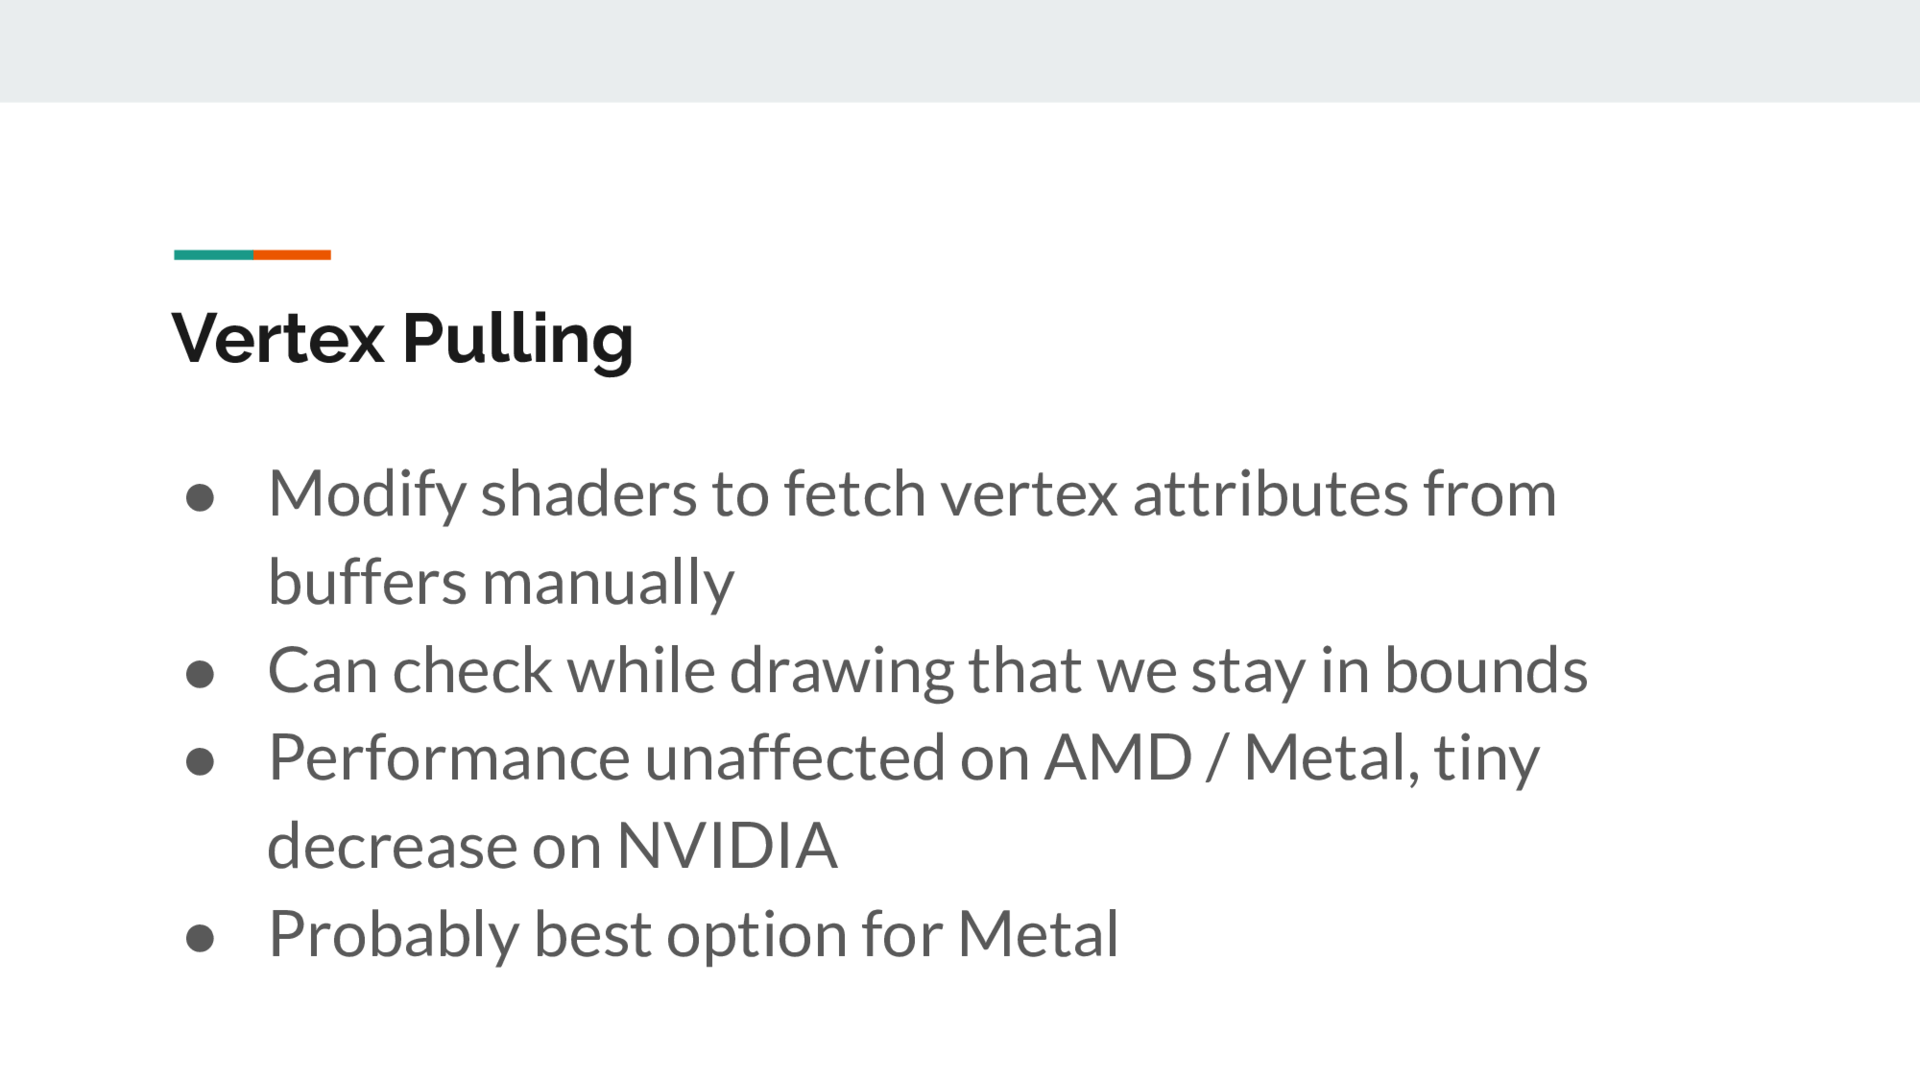 Vertex Pulling
● Modify shaders to fetch vertex attributes from
buffers manually
● Can check while drawing that we stay in bounds
● Performance unaffected on AMD / Metal, tiny
decrease on NVIDIA
● Probably best option for Metal